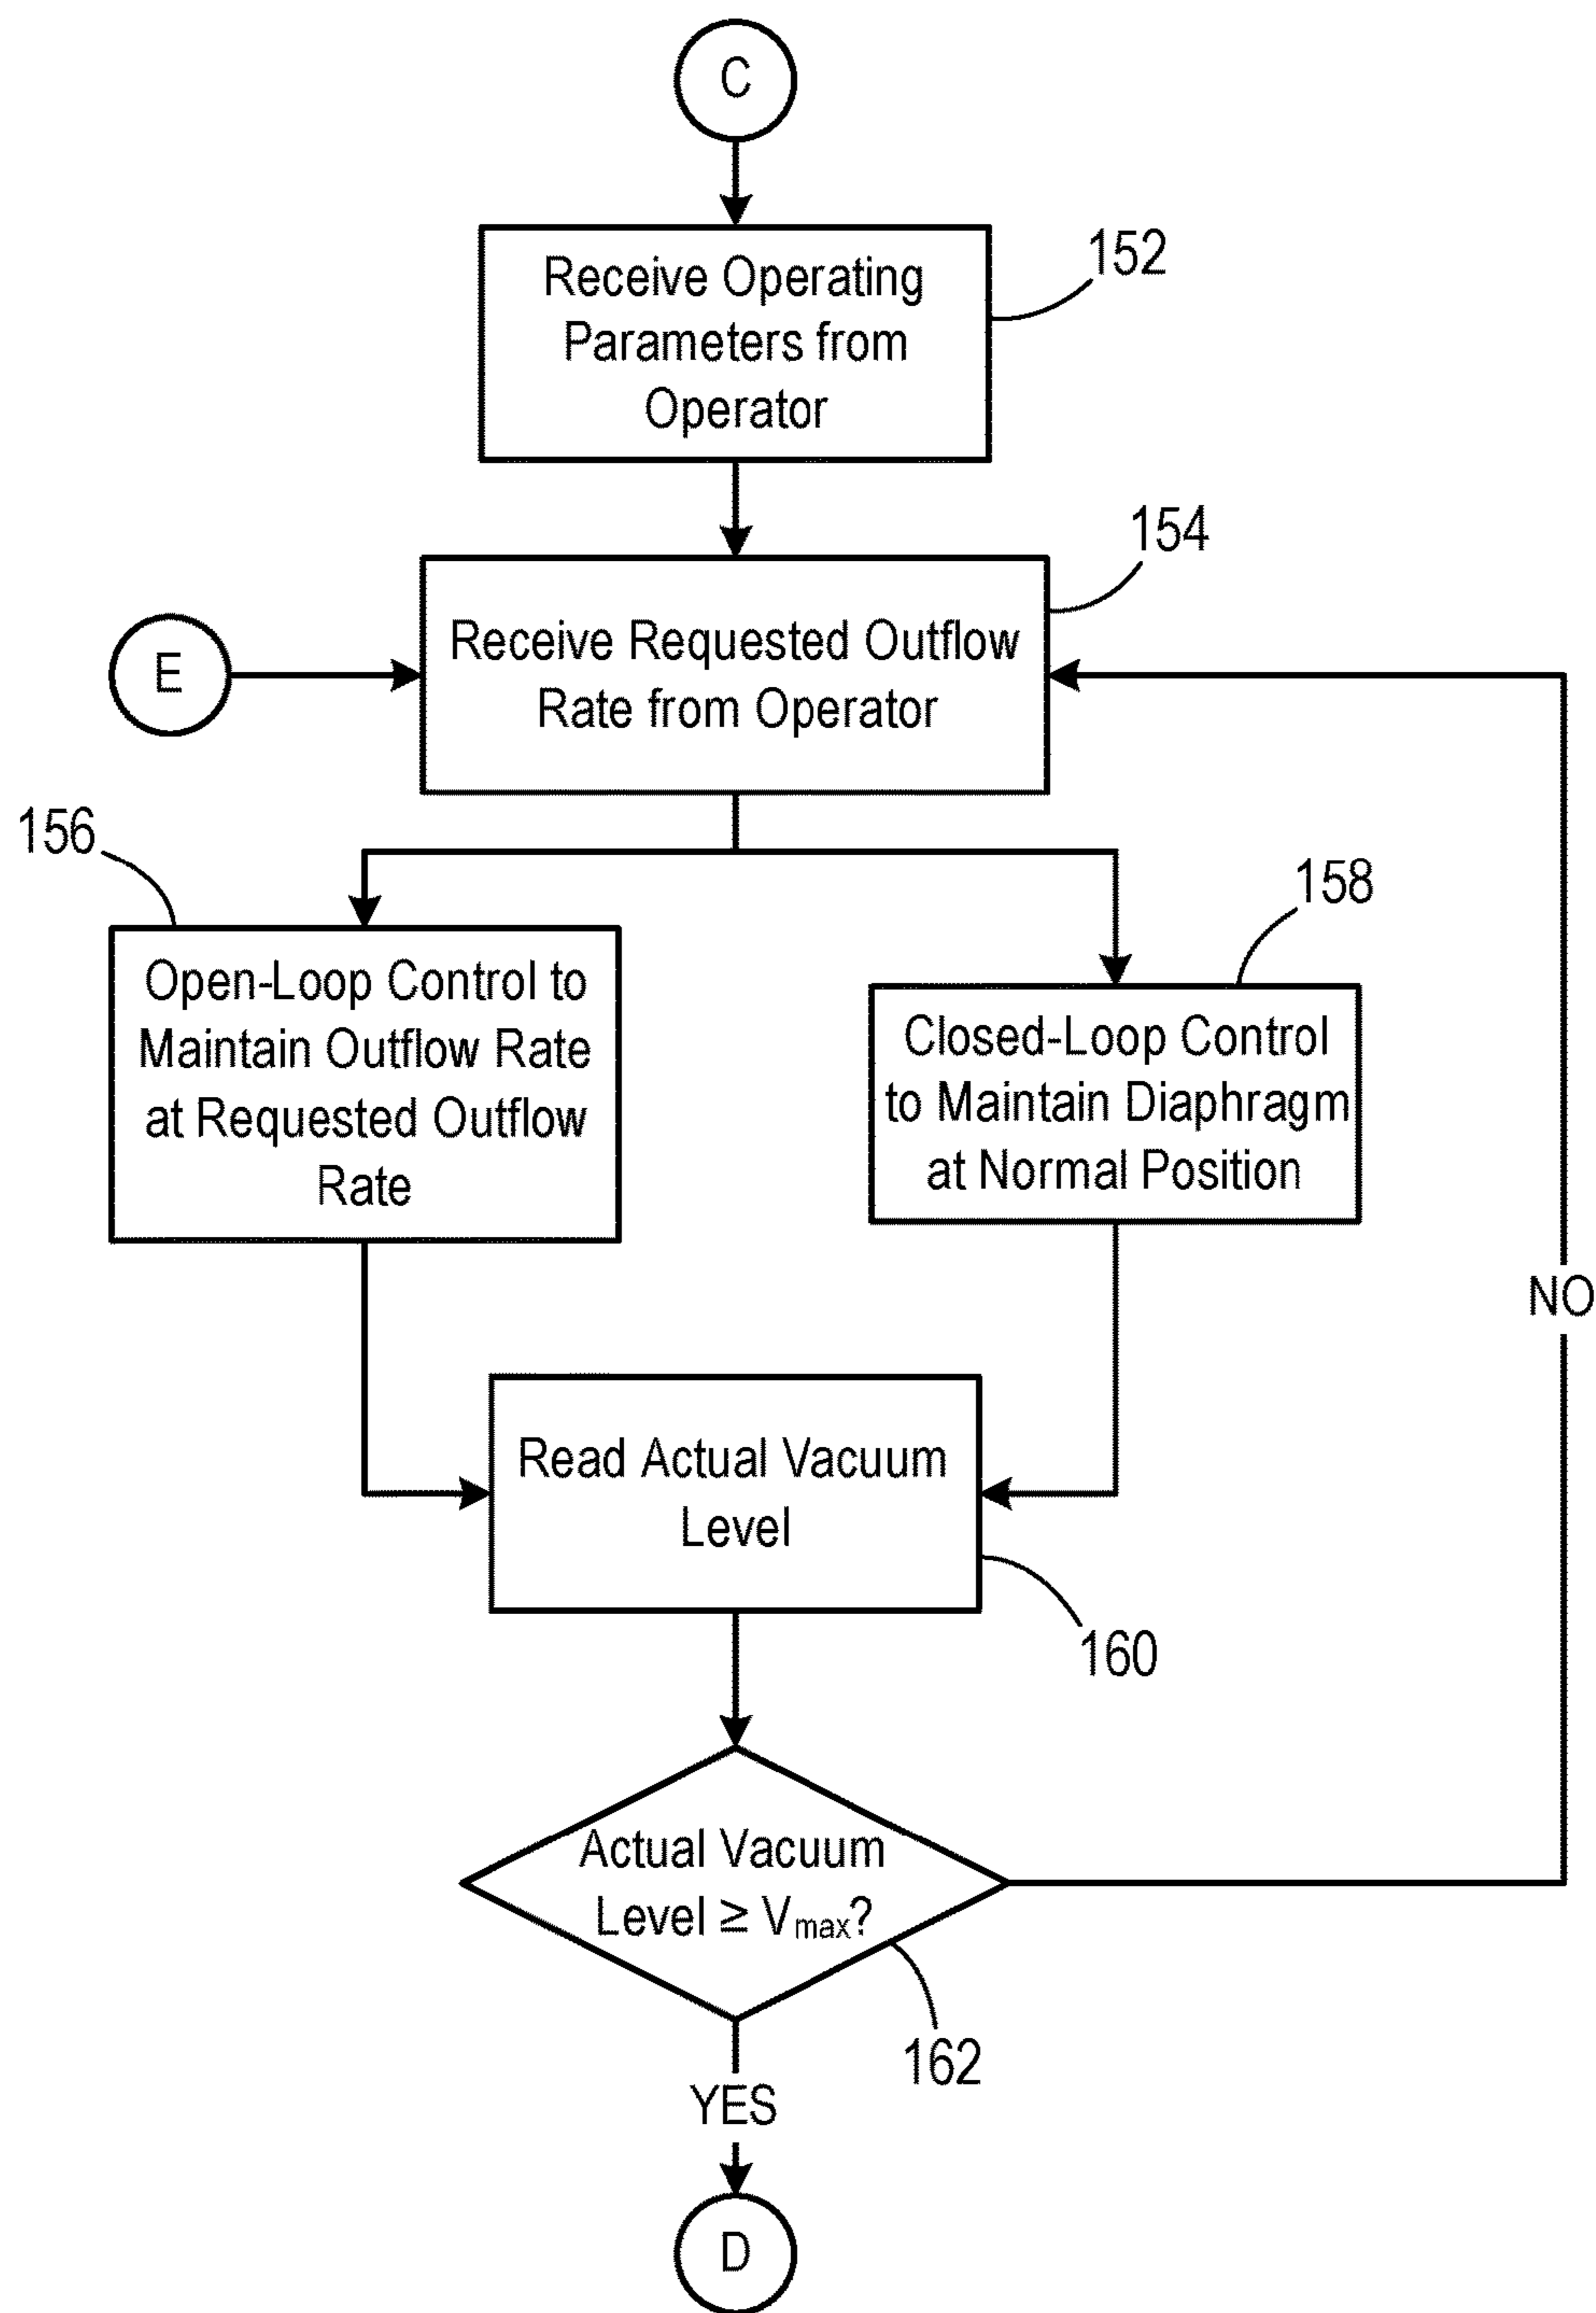 C
Receive Operating
Parameters from
Operator
152
Receive Requested Outflow
Rate from Operator
154
E
156
Open-Loop Control to
Maintain Outflow Rate
at Requested Outflow
Rate
158
Closed-Loop Control
to Maintain Diaphragm
at Normal Position
NO
Read Actual Vacuum
Level
160
Actual Vacuum
Level ≥ Vmax?
162
YES
D